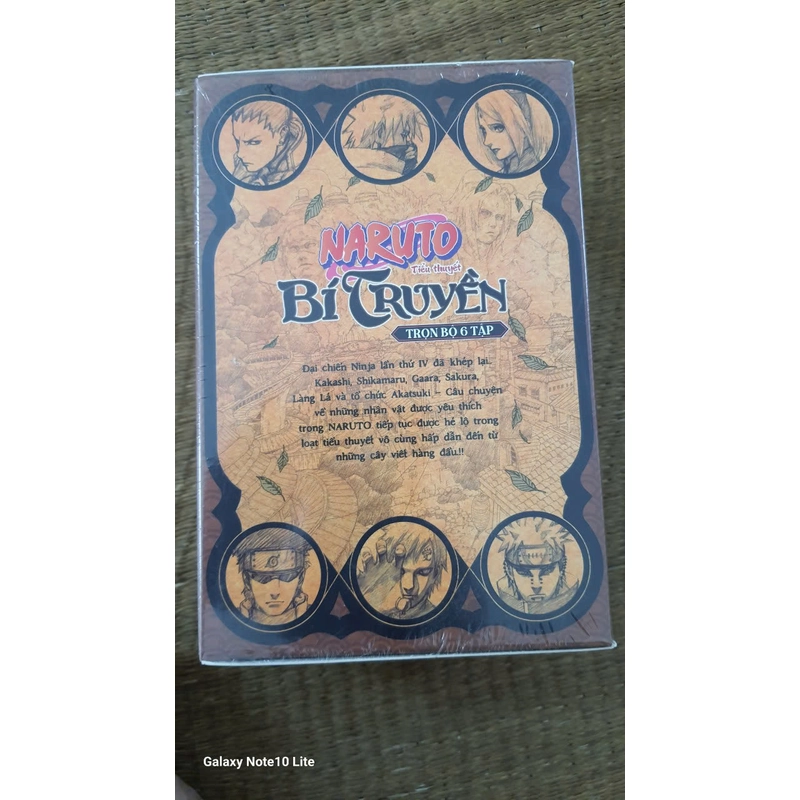 NARUTO
Tiểu thuyết
BÍ TRUYỀN
TRỌN BỘ 6 TẬP
Đại chiến Ninja lần thứ IV đã khép lại.
Kakashi, Shikamaru, Gaara, Sakura,
Làng Lá và tổ chức Akatsuki – Câu chuyện
về những nhân vật được yêu thích
trong NARUTO tiếp tục được hé lộ trong
loạt tiểu thuyết vô cùng hấp dẫn đến từ
những cây viết hàng đầu.!!
Galaxy Note10 Lite